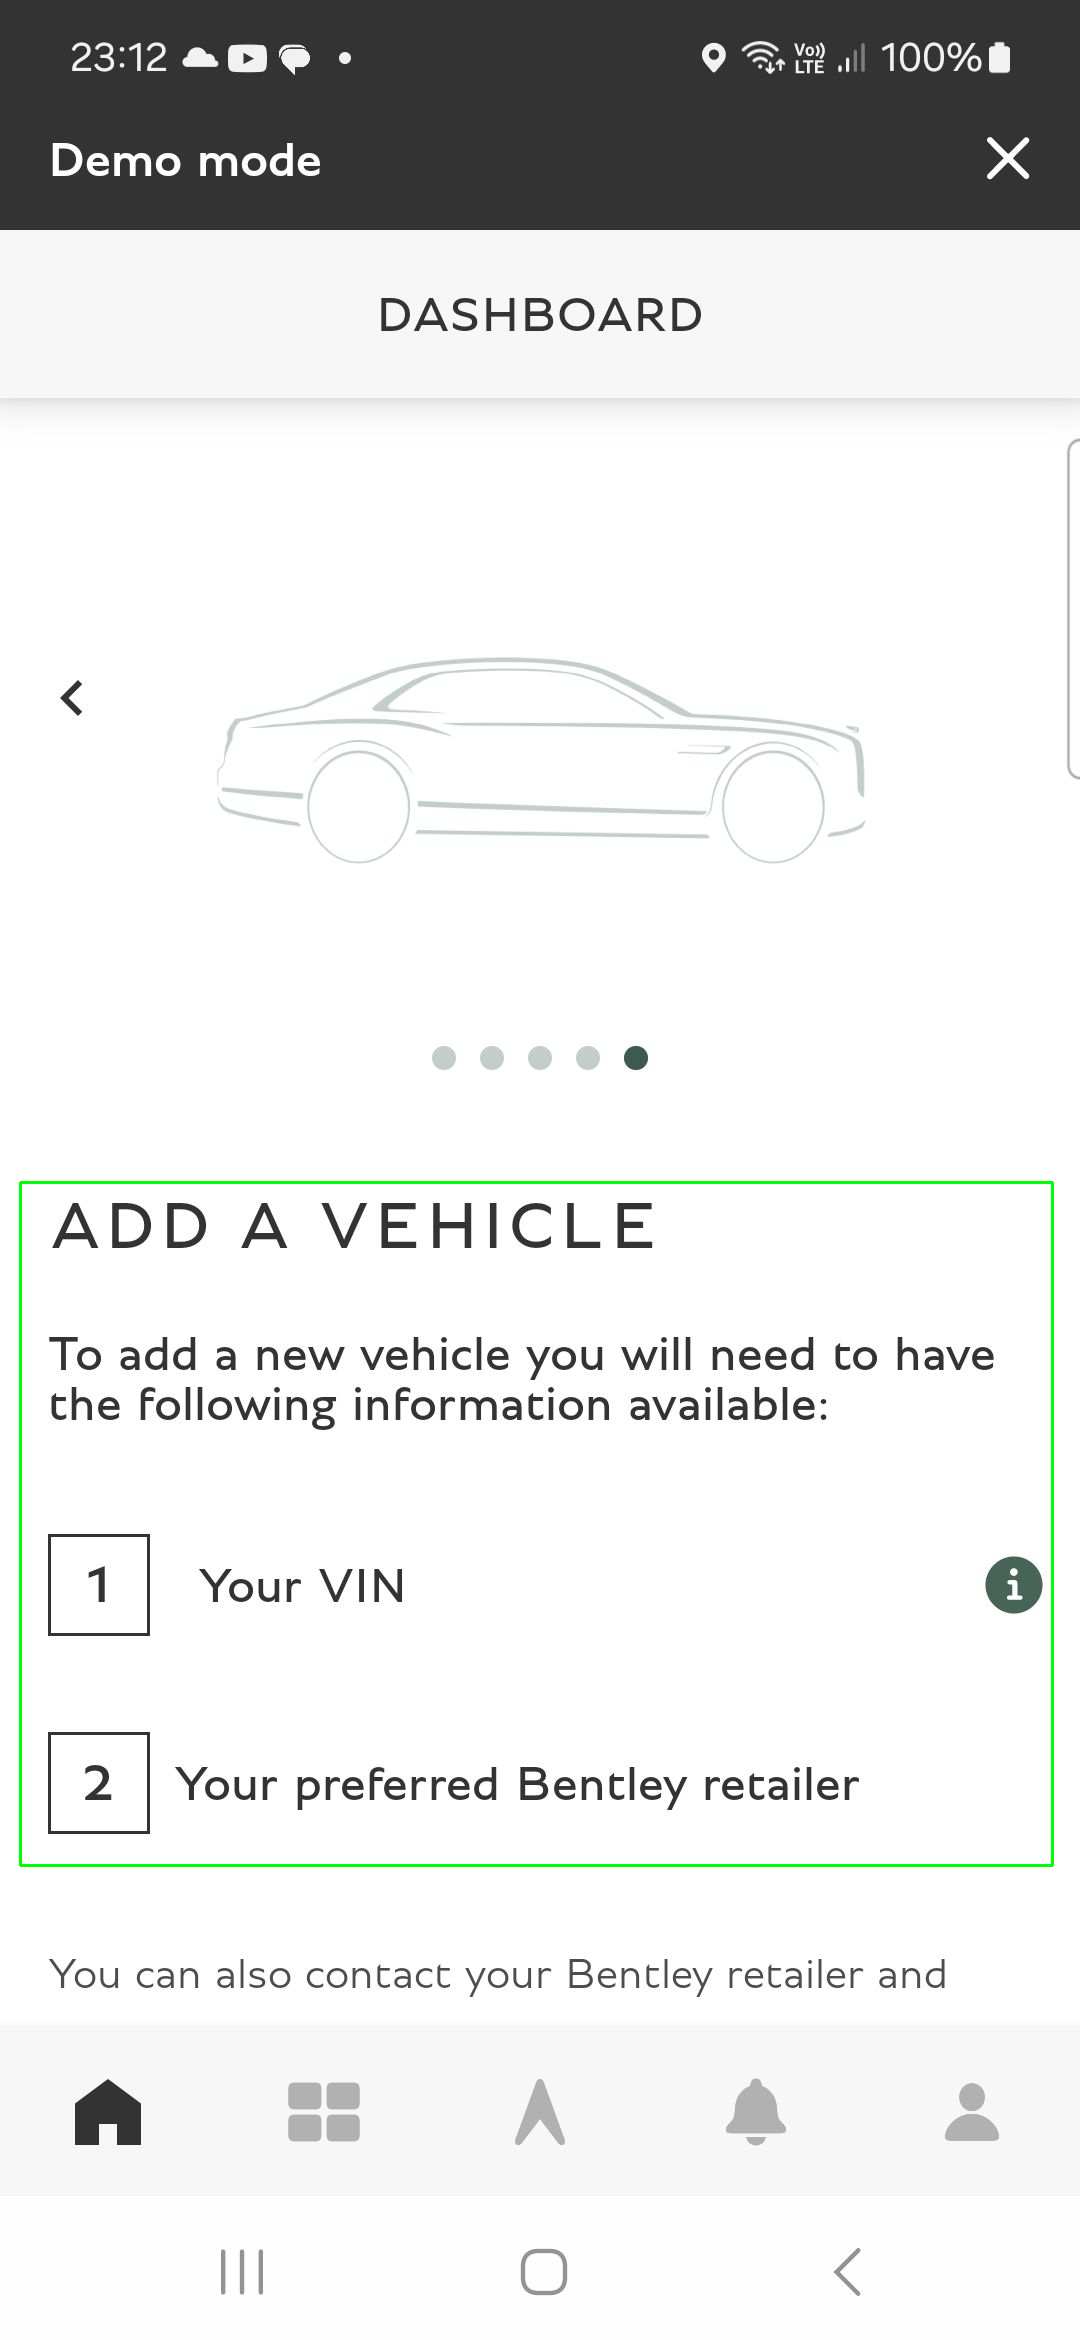 23:12
Vo))
LTE
100%
Demo mode
DASHBOARD
ADD A VEHICLE
To add a new vehicle you will need to have
the following information available:
1 Your VIN
2 Your preferred Bentley retailer
You can also contact your Bentley retailer and